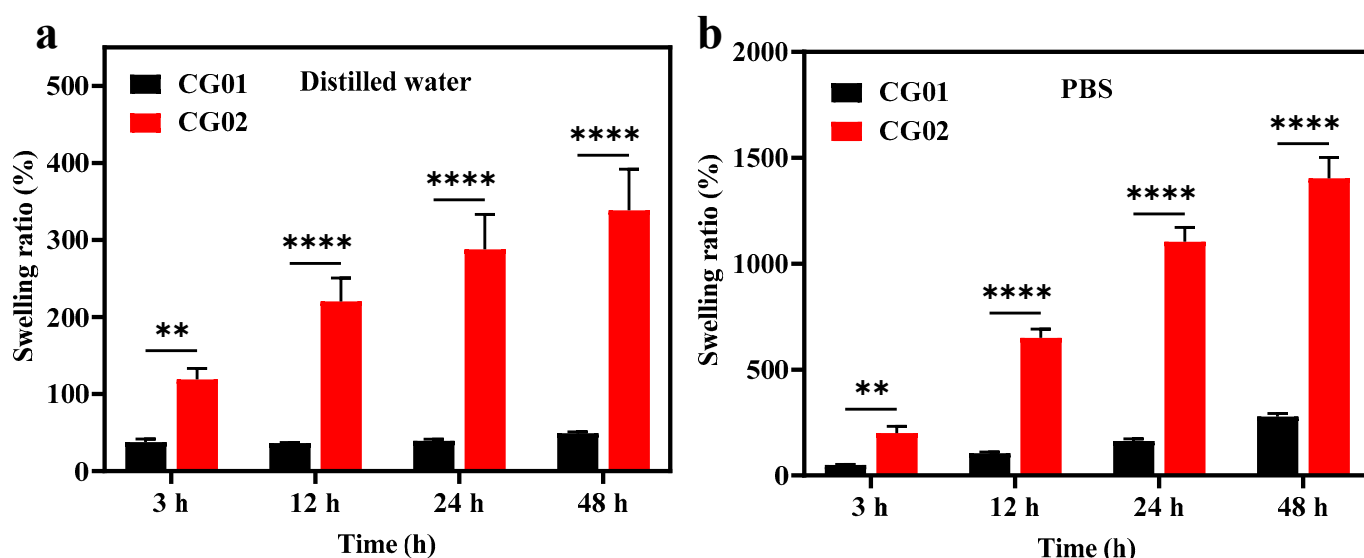 a
Distilled water
CG01
CG02
Swelling ratio (%)
500
400
300
200
100
0
**
****
****
****
3 h
12 h
24 h
48 h
Time (h)
b
PBS
CG01
CG02
Swelling ratio (%)
2000
1500
1000
500
0
**
****
****
****
3 h
12 h
24 h
48 h
Time (h)